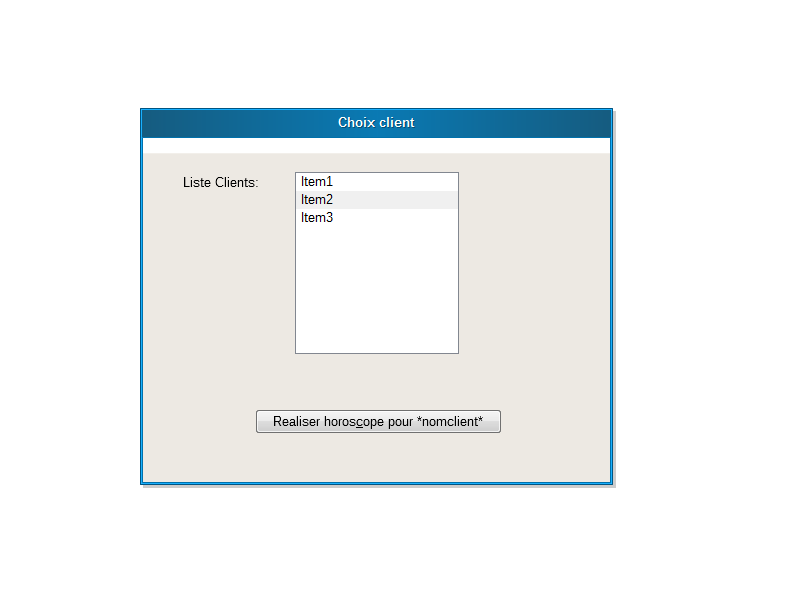 Choix client
Liste Clients:
Item1
Item2
Item3
Realiser horoscope pour *nomclient*